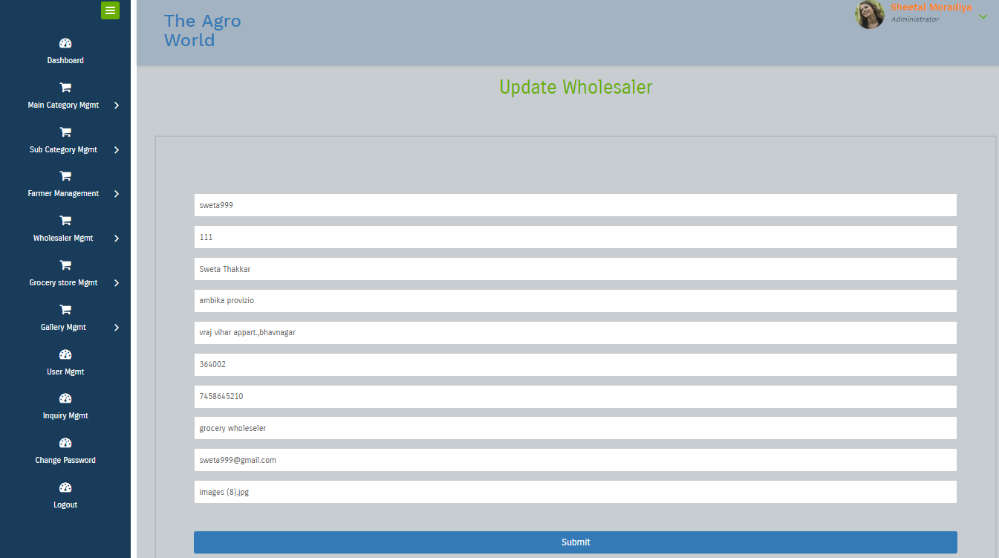 The Agro
World
Sheetal Moradiya
Administrator
Dashboard
Main Category Mgmt
Sub Category Mgmt
Farmer Management
Wholesaler Mgmt
Grocery store Mgmt
Gallery Mgmt
User Mgmt
Inquiry Mgmt
Change Password
Logout
Update Wholesaler
sweta999
111
Sweta Thakkar
ambika provizio
vraj vihar appart.,bhavnagar
364002
7458645210
grocery wholeseler
sweta999@gmail.com
images (8).jpg
Submit